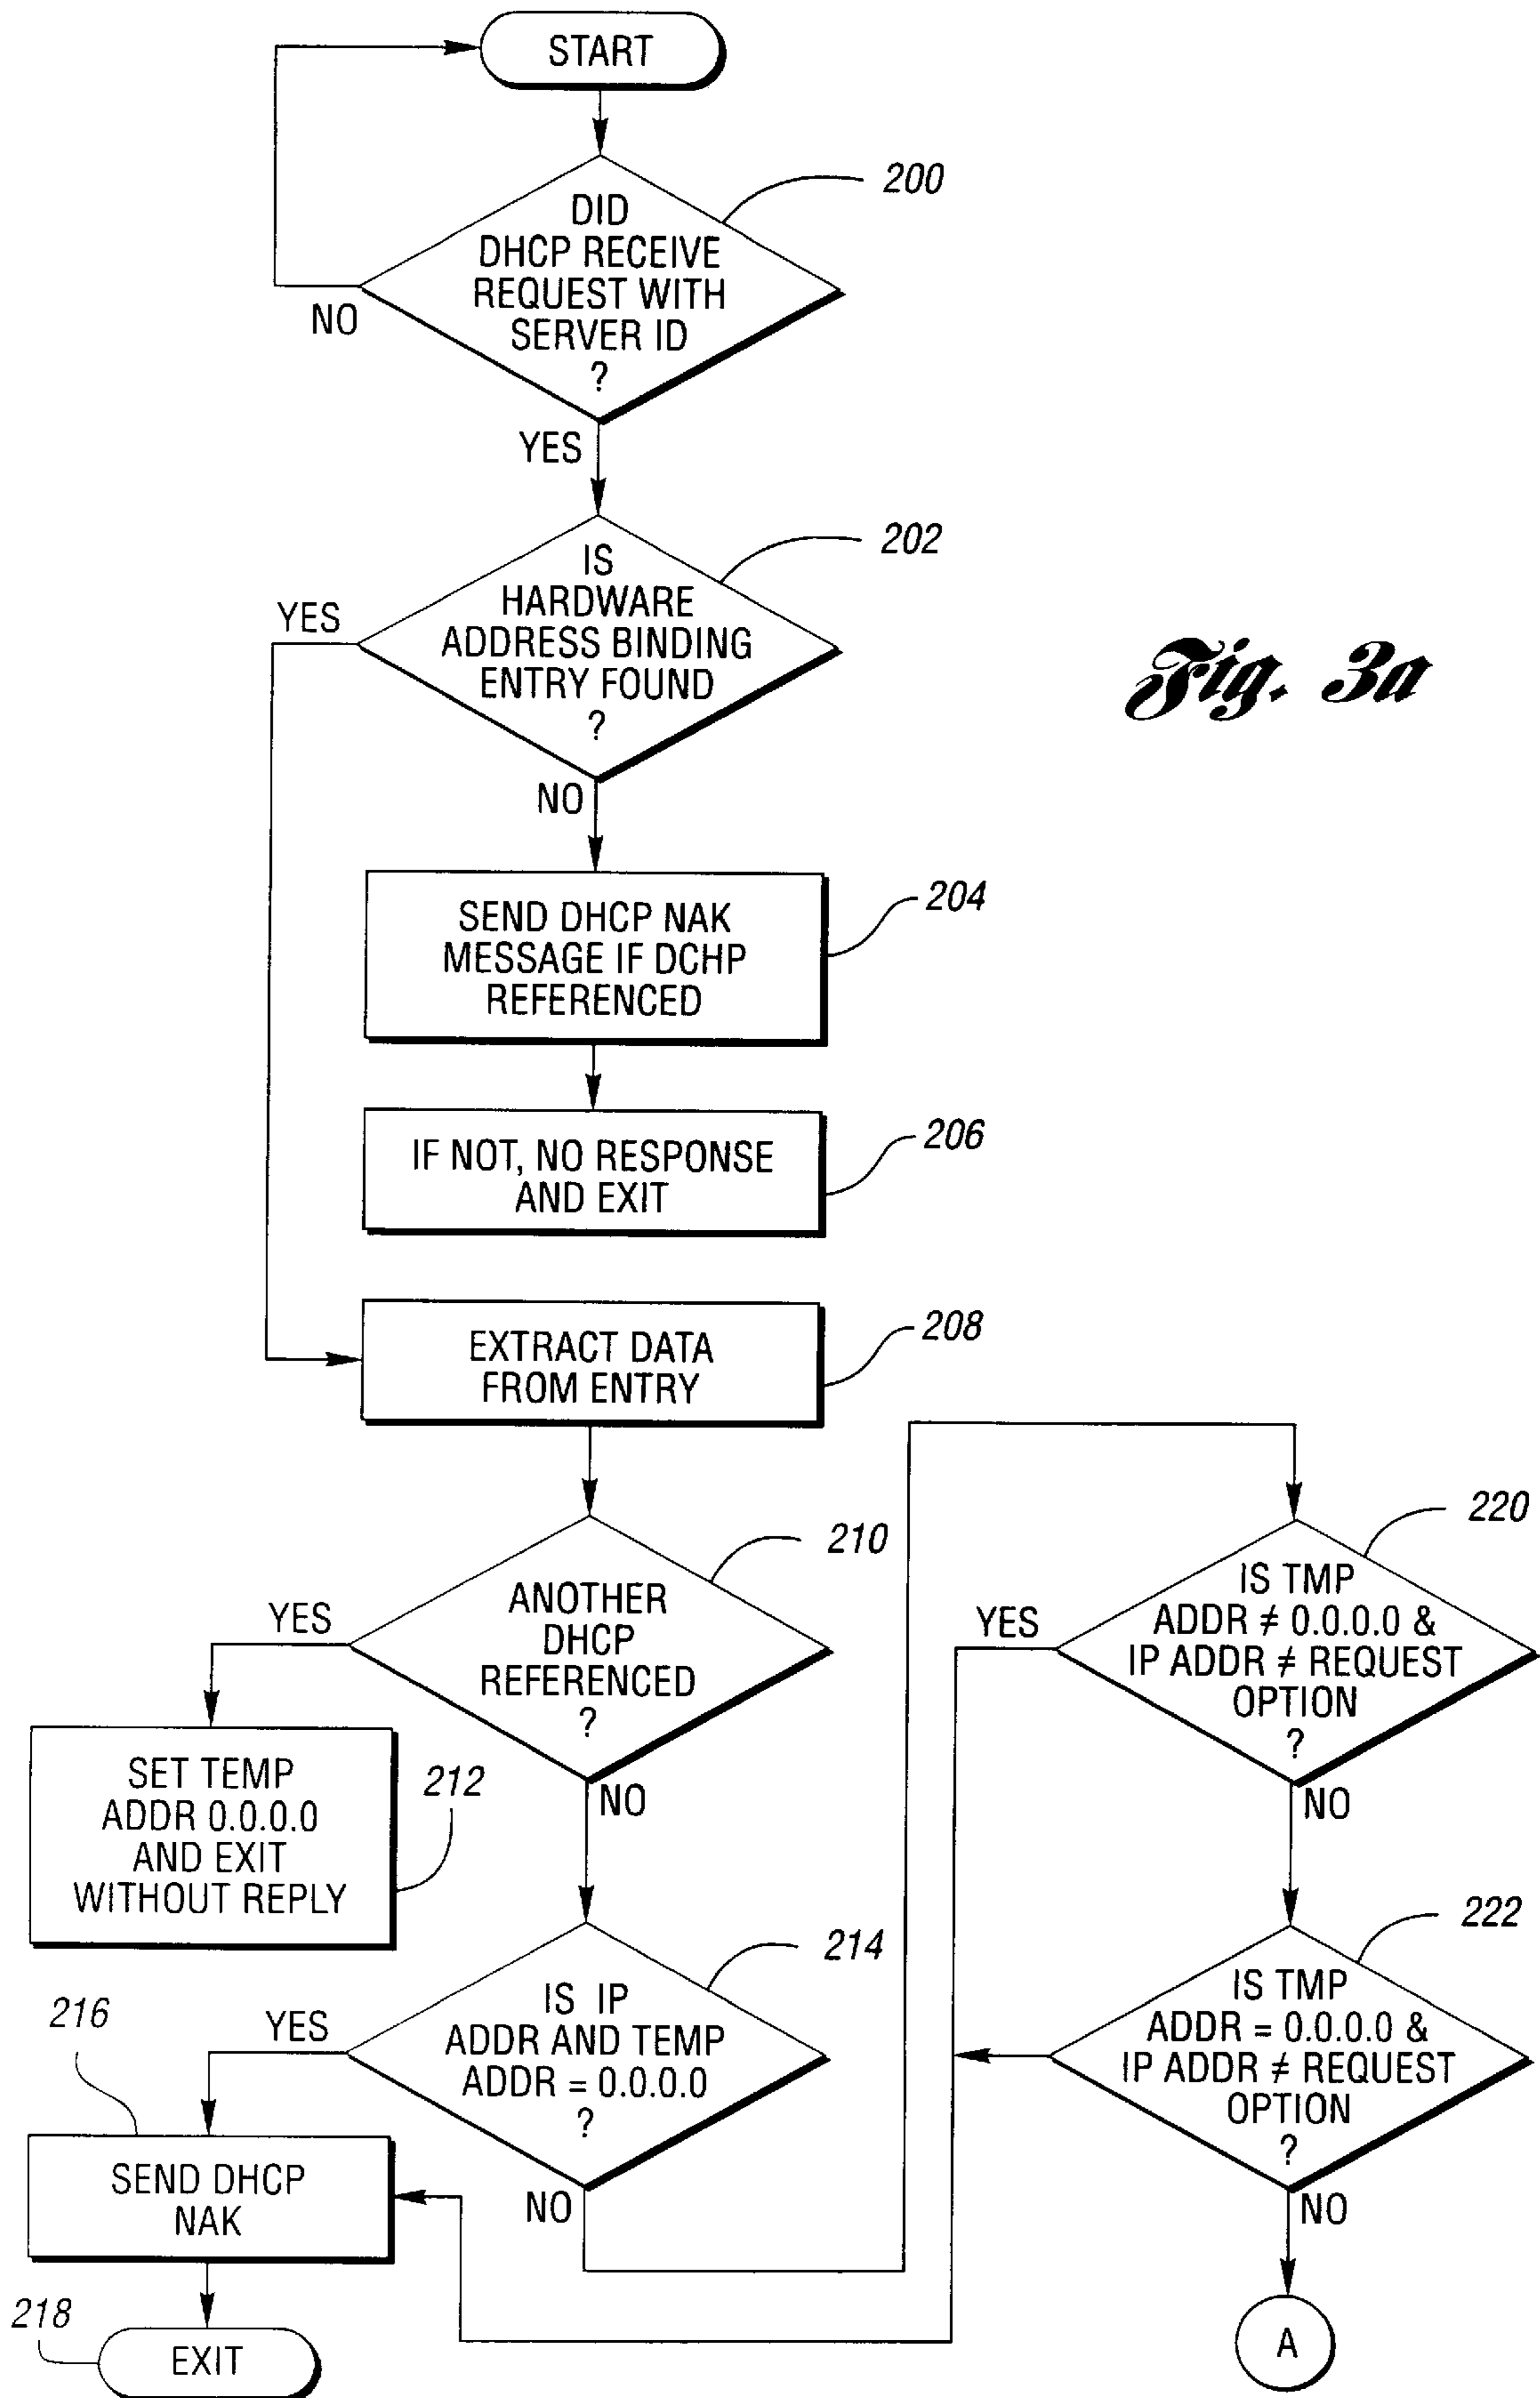 START
DID
DHCP RECEIVE
REQUEST WITH
SERVER ID
?
200
NO
YES
IS
HARDWARE
ADDRESS BINDING
ENTRY FOUND
?
202
YES
NO
Fig. 3a
SEND DHCP NAK
MESSAGE IF DCHP
REFERENCED
204
IF NOT, NO RESPONSE
AND EXIT
206
EXTRACT DATA
FROM ENTRY
208
ANOTHER
DHCP
REFERENCED
?
210
YES
NO
SET TEMP
ADDR 0.0.0.0
AND EXIT
WITHOUT REPLY
212
IS IP
ADDR AND TEMP
ADDR = 0.0.0.0
?
214
YES
NO
216
SEND DHCP
NAK
218
EXIT
IS TMP
ADDR ≠ 0.0.0.0 &
IP ADDR ≠ REQUEST
OPTION
?
220
YES
NO
IS TMP
ADDR = 0.0.0.0 &
IP ADDR ≠ REQUEST
OPTION
?
222
NO
A